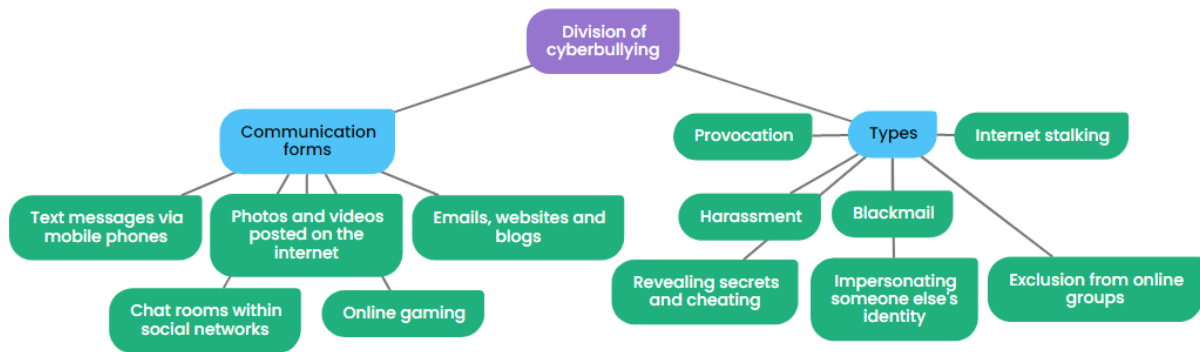 Division of
cyberbullying
Communication
forms
Text messages via
mobile phones
Photos and videos
posted on the
internet
Emails, websites and
blogs
Chat rooms within
social networks
Online gaming
Types
Provocation
Internet stalking
Harassment
Blackmail
Revealing secrets
and cheating
Impersonating
someone else's
identity
Exclusion from online
groups